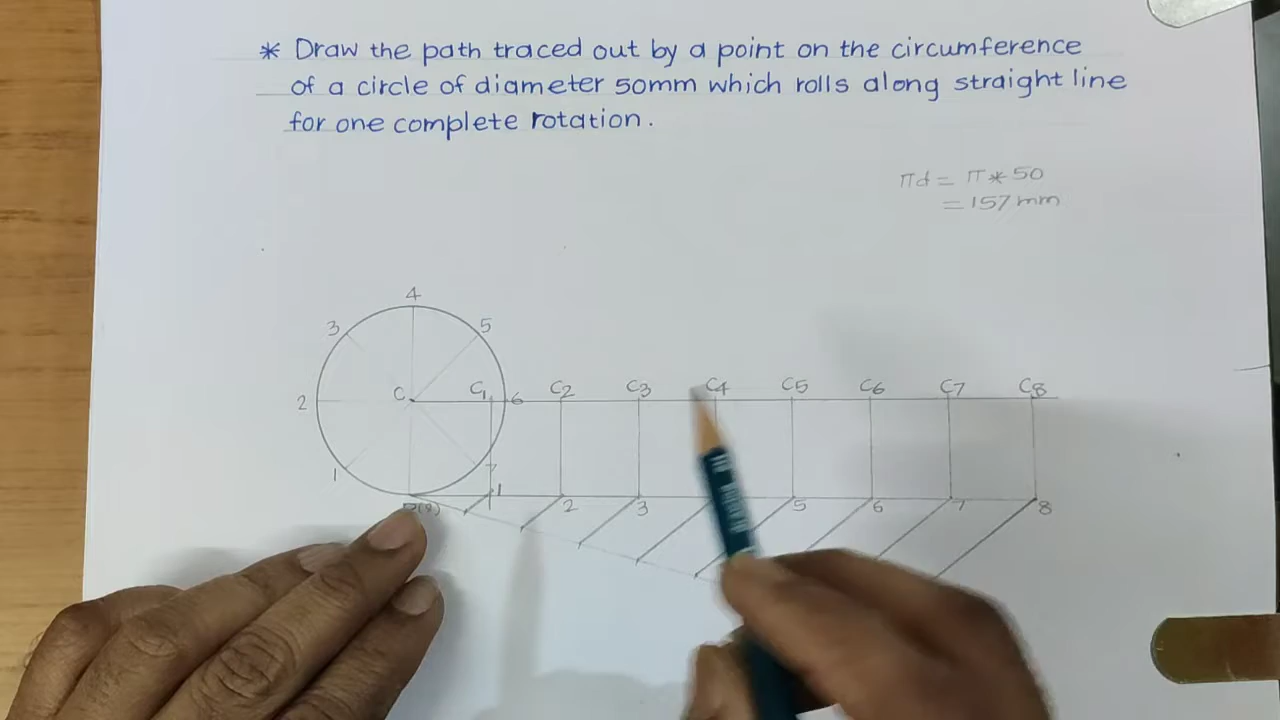 * Draw the path traced out by a point on the circumference
of a circle of diameter 50mm which rolls along straight line
for one complete rotation.
πd = π * 50
= 157 mm
4
3 5
C4 C5 C6 C7 C8
2 C C1 6 C2 C3
1 7
1 2 3 5 6 7 8